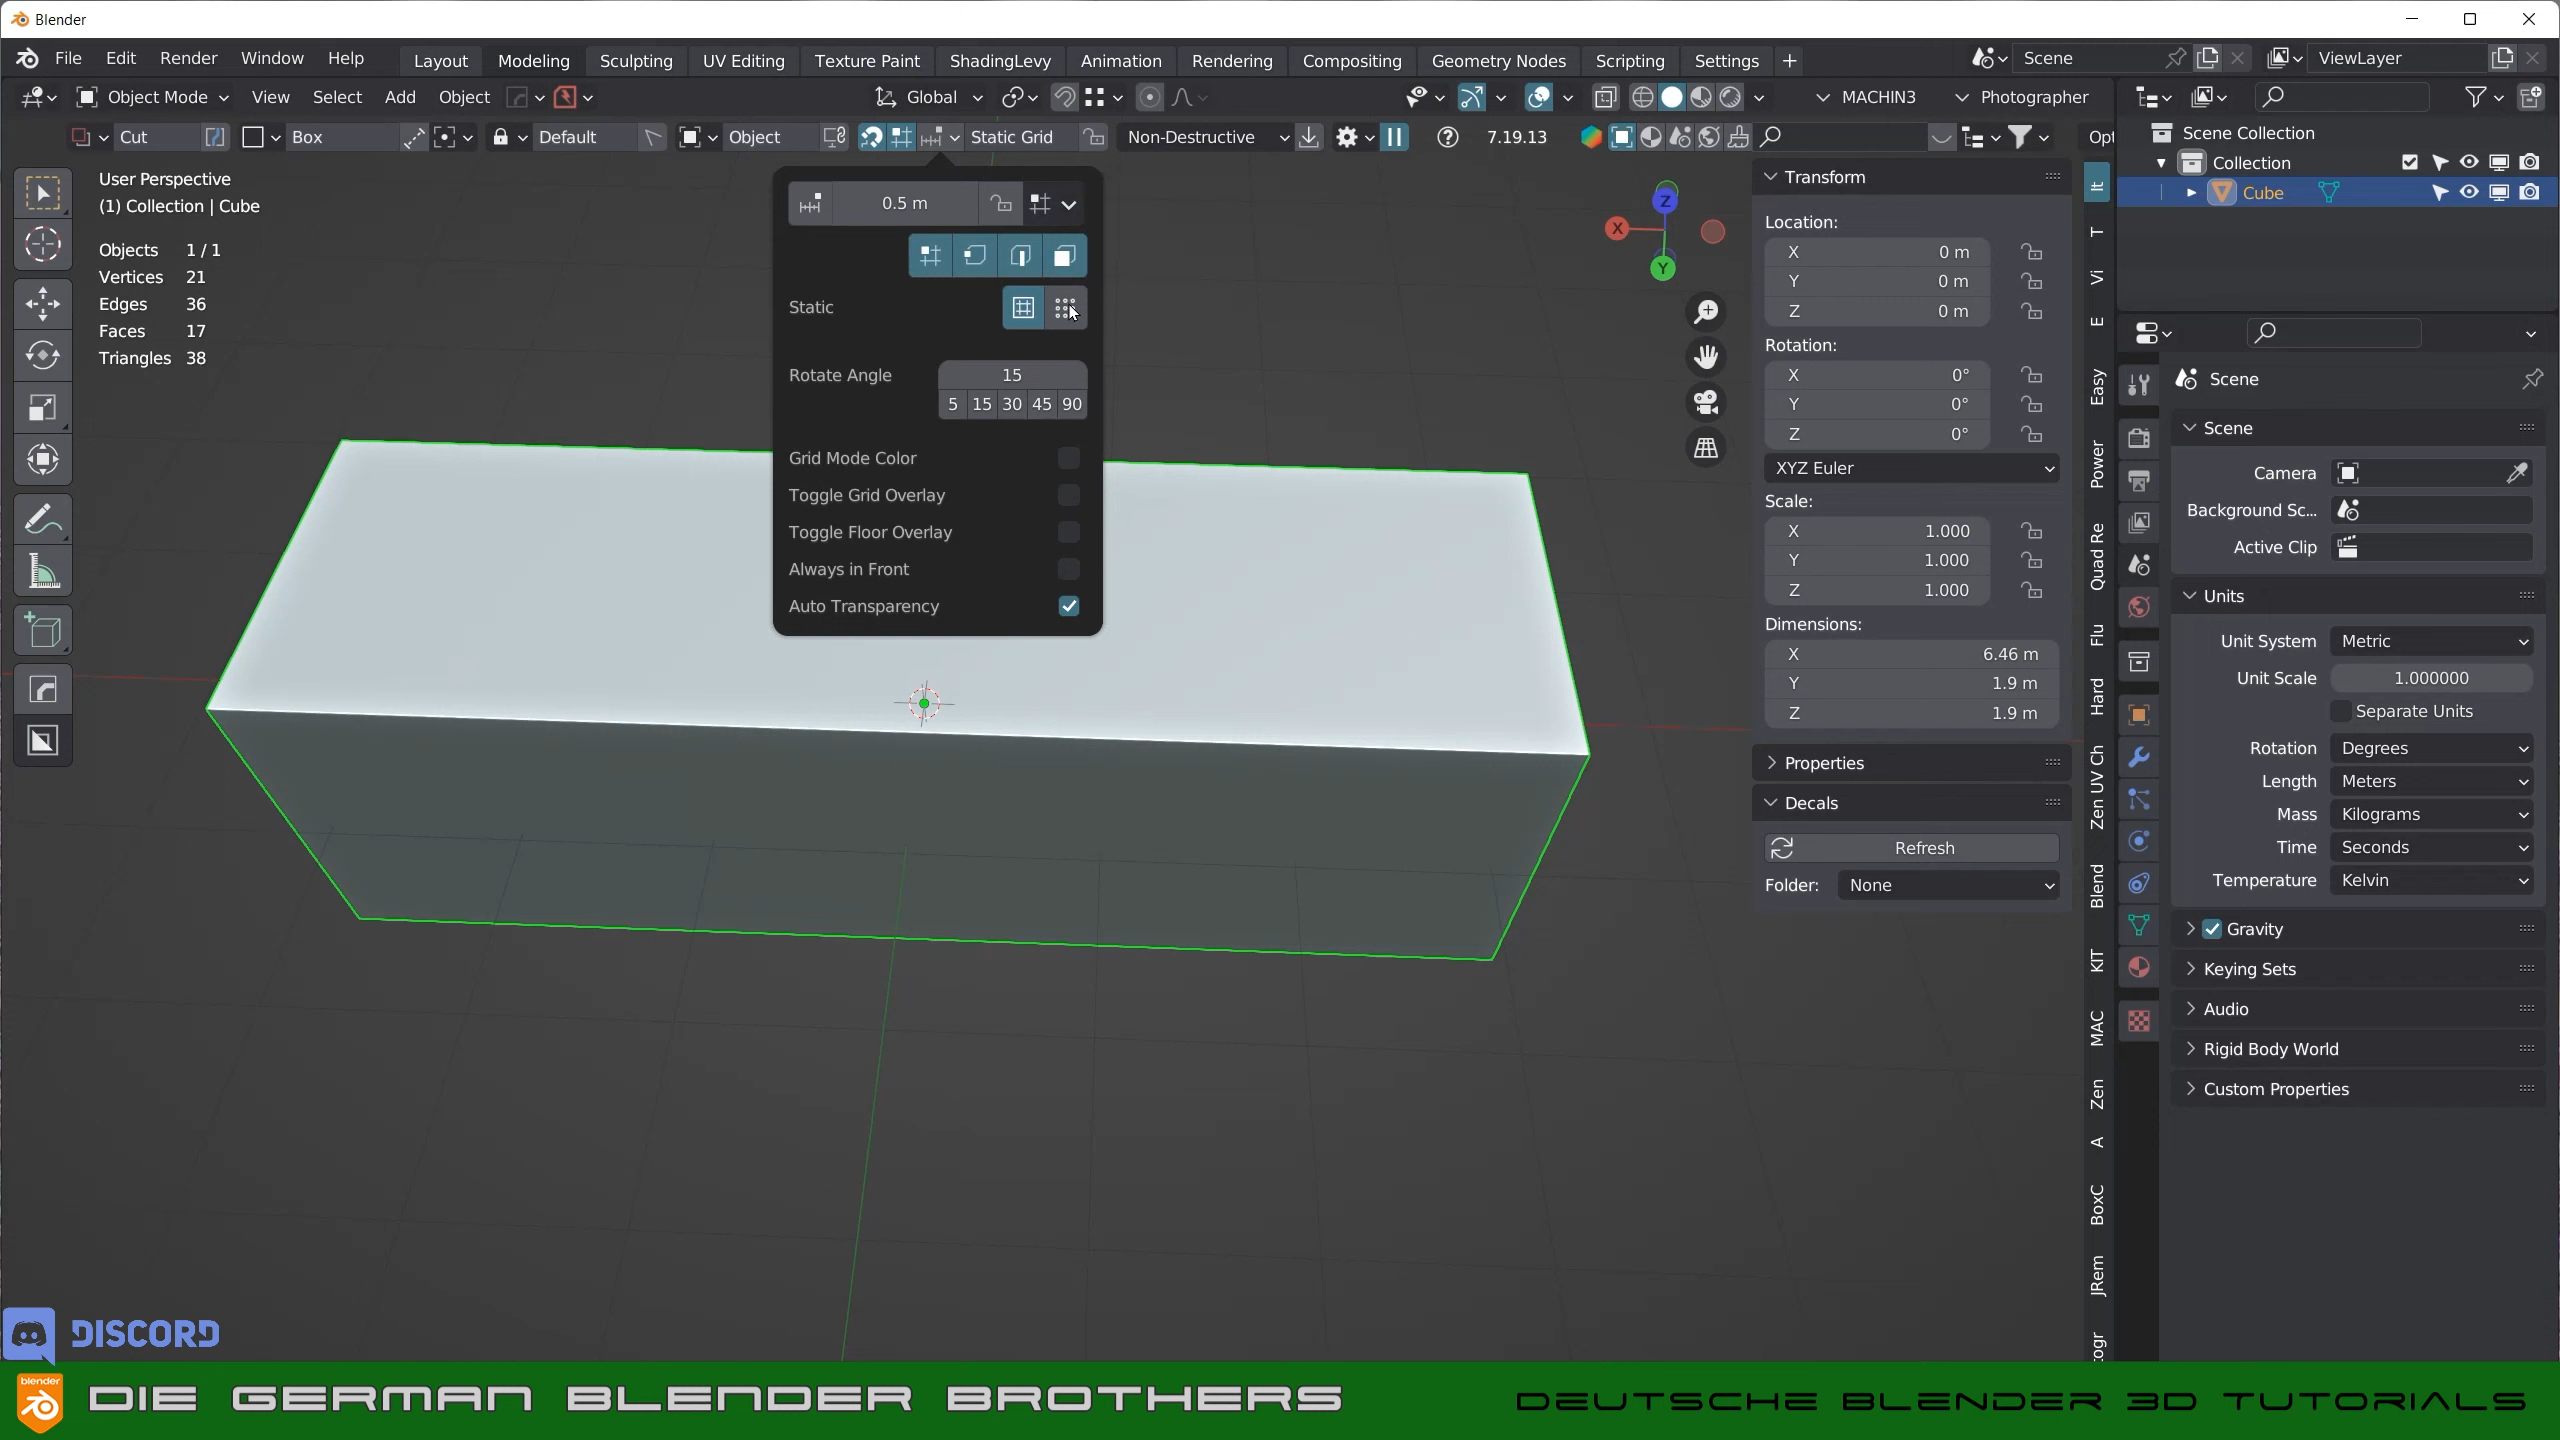 Blender
File Edit Render Window Help Layout Modeling Sculpting UV Editing Texture Paint ShadingLevy Animation Rendering Compositing Geometry Nodes Scripting Settings + Scene ViewLayer
Object Mode View Select Add Object Global MACHIN3 Photographer
Cut Box Default Object Static Grid Non-Destructive 7.19.13 Opt
User Perspective
(1) Collection | Cube
Objects 1 / 1
Vertices 21
Edges 36
Faces 17
Triangles 38
0.5 m
Static
Rotate Angle 15
5 15 30 45 90
Grid Mode Color
Toggle Grid Overlay
Toggle Floor Overlay
Always in Front
Auto Transparency
Z
X
Y
Transform
Location:
X 0 m
Y 0 m
Z 0 m
Rotation:
X 0°
Y 0°
Z 0°
XYZ Euler
Scale:
X 1.000
Y 1.000
Z 1.000
Dimensions:
X 6.46 m
Y 1.9 m
Z 1.9 m
Properties
Decals
Refresh
Folder: None
It
T
Vi
E
Easy
Power
Quad Re
Flu
Hard
Zen UV Ch
Blend
KIT
MAC
Zen
A
BoxC
JRem
togr
Scene Collection
Collection
Cube
Scene
Scene
Camera
Background Sc...
Active Clip
Units
Unit System Metric
Unit Scale 1.000000
Separate Units
Rotation Degrees
Length Meters
Mass Kilograms
Time Seconds
Temperature Kelvin
Gravity
Keying Sets
Audio
Rigid Body World
Custom Properties
DISCORD
blender
DIE GERMAN BLENDER BROTHERS
DEUTSCHE BLENDER 3D TUTORIALS